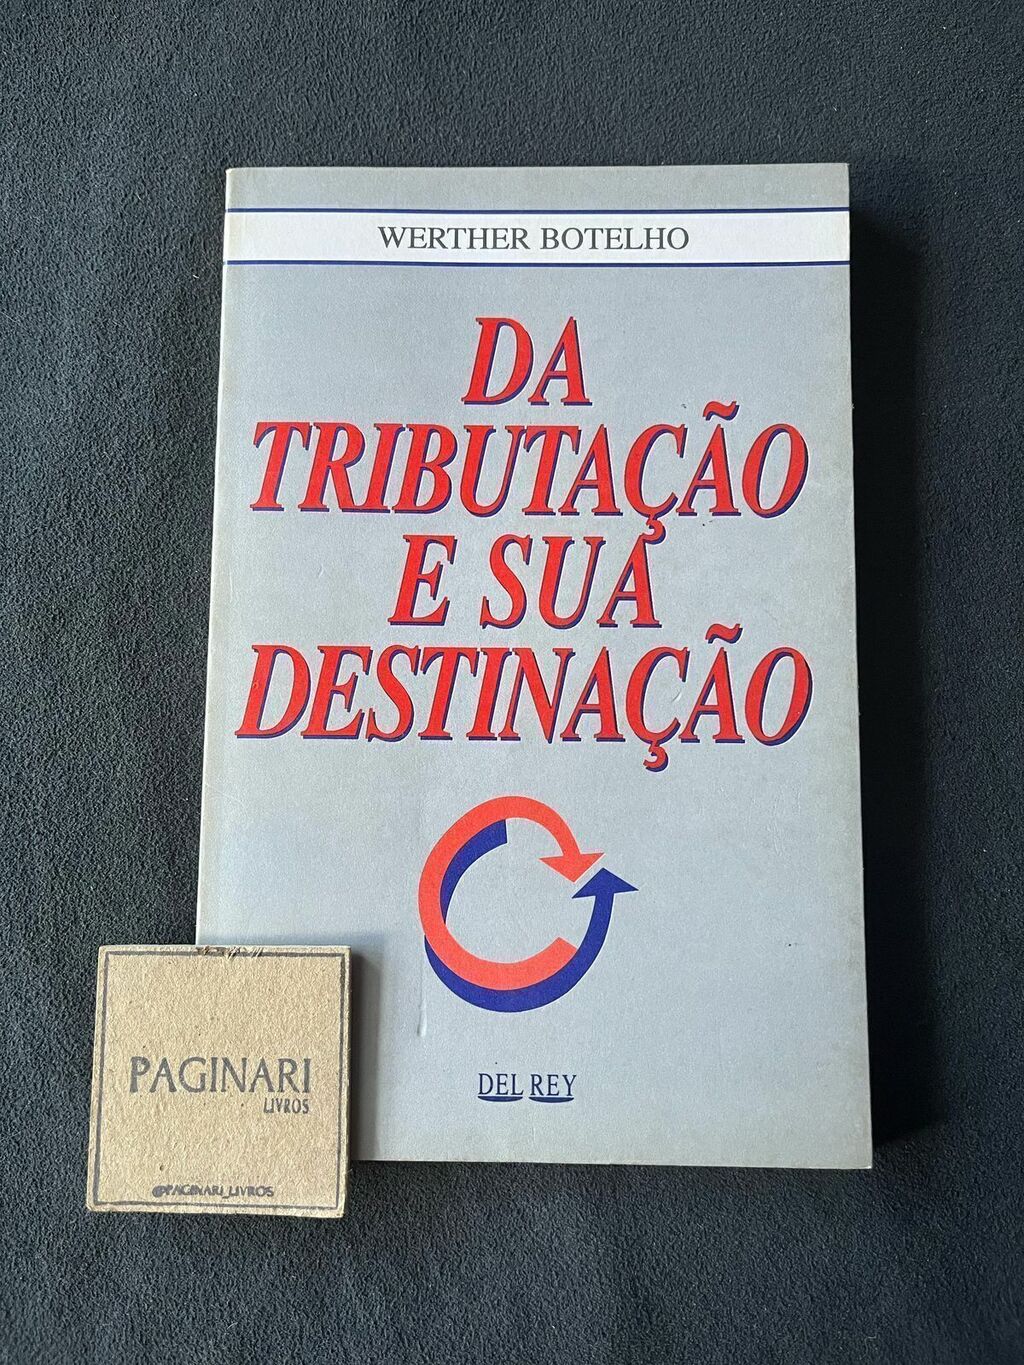 WERTHER BOTELHO
DA
TRIBUTAÇÃO
E SUA
DESTINAÇÃO
DEL REY
PAGINARI
LIVROS
@PAGINARI_LIVROS